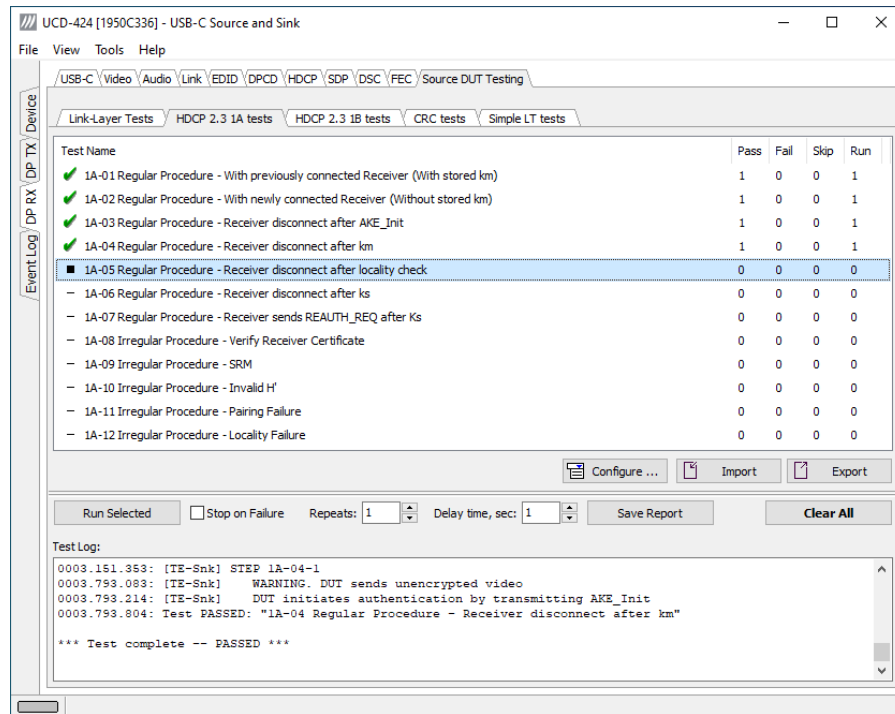 UCD-424 [1950C336] - USB-C Source and Sink
File View Tools Help
USB-C Video Audio Link EDID DPCD HDCP SDP DSC FEC Source DUT Testing
Device
DP TX
DP RX
Event Log
Link-Layer Tests HDCP 2.3 1A tests HDCP 2.3 1B tests CRC tests Simple LT tests
Test Name Pass Fail Skip Run
1A-01 Regular Procedure - With previously connected Receiver (With stored km) 1 0 0 1
1A-02 Regular Procedure - With newly connected Receiver (Without stored km) 1 0 0 1
1A-03 Regular Procedure - Receiver disconnect after AKE_Init 1 0 0 1
1A-04 Regular Procedure - Receiver disconnect after km 1 0 0 1
1A-05 Regular Procedure - Receiver disconnect after locality check 0 0 0 0
1A-06 Regular Procedure - Receiver disconnect after ks 0 0 0 0
1A-07 Regular Procedure - Receiver sends REAUTH_REQ after Ks 0 0 0 0
1A-08 Irregular Procedure - Verify Receiver Certificate 0 0 0 0
1A-09 Irregular Procedure - SRM 0 0 0 0
1A-10 Irregular Procedure - Invalid H' 0 0 0 0
1A-11 Irregular Procedure - Pairing Failure 0 0 0 0
1A-12 Irregular Procedure - Locality Failure 0 0 0 0
Configure ... Import Export
Run Selected Stop on Failure Repeats: 1 Delay time, sec: 1 Save Report Clear All
Test Log:
0003.151.353: [TE-Snk] STEP 1A-04-1
0003.793.083: [TE-Snk] WARNING. DUT sends unencrypted video
0003.793.214: [TE-Snk] DUT initiates authentication by transmitting AKE_Init
0003.793.804: Test PASSED: "1A-04 Regular Procedure - Receiver disconnect after km"
*** Test complete -- PASSED ***